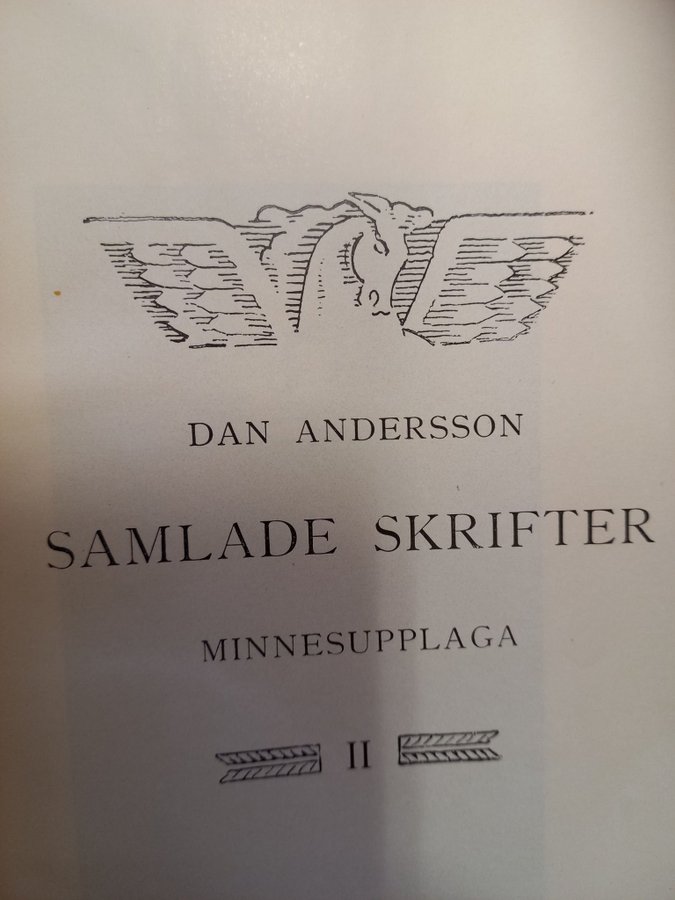 DAN ANDERSSON
SAMLADE SKRIFTER
MINNESUPPLAGA
II